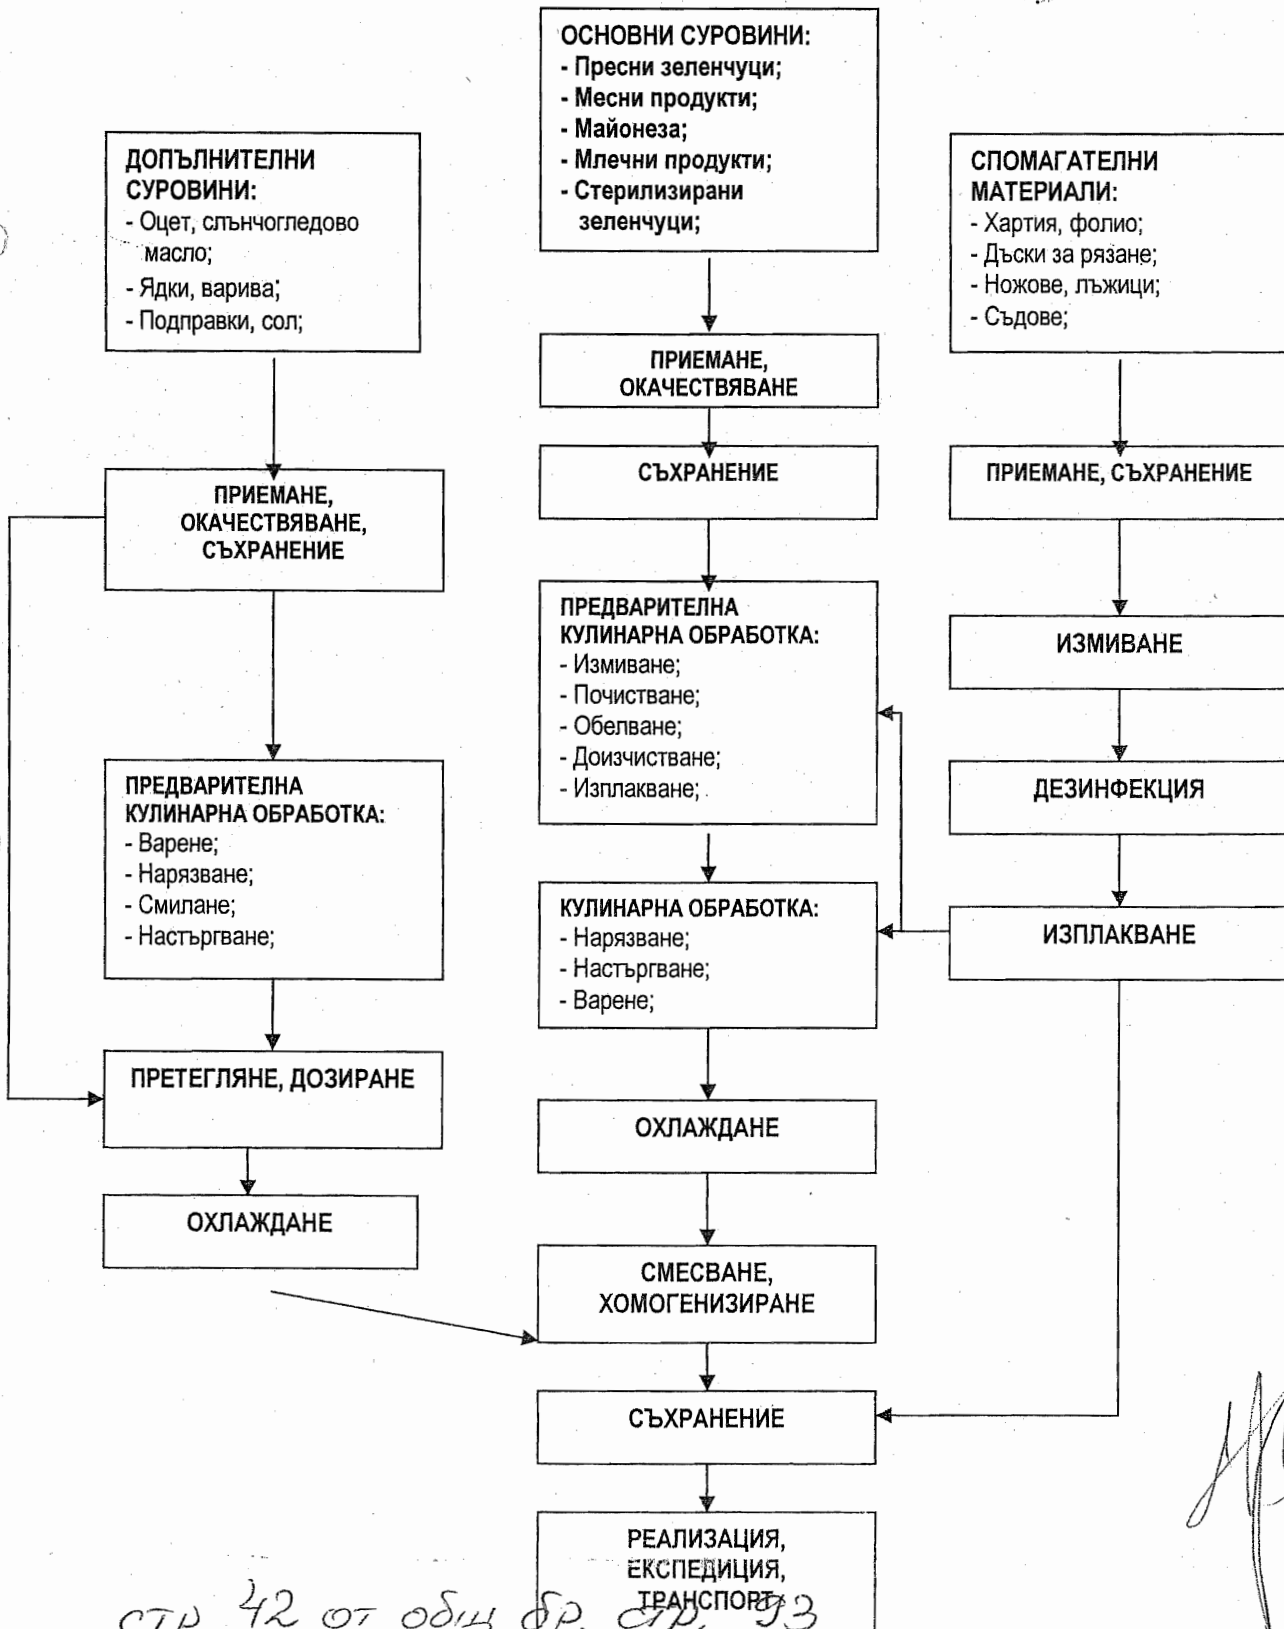 ОСНОВНИ СУРОВИНИ:
- Пресни зеленчуци;
- Месни продукти;
- Майонеза;
- Млечни продукти;
- Стерилизирани
зеленчуци;
ДОПЪЛНИТЕЛНИ
СУРОВИНИ:
- Оцет, слънчогледово
масло;
- Ядки, варива;
- Подправки, сол;
СПОМАГАТЕЛНИ
МАТЕРИАЛИ:
- Хартия, фолио;
- Дъски за рязане;
- Ножове, лъжици;
- Съдове;
ПРИЕМАНЕ,
ОКАЧЕСТВЯВАНЕ
СЪХРАНЕНИЕ
ПРИЕМАНЕ, СЪХРАНЕНИЕ
ПРИЕМАНЕ,
ОКАЧЕСТВЯВАНЕ,
СЪХРАНЕНИЕ
ПРЕДВАРИТЕЛНА
КУЛИНАРНА ОБРАБОТКА:
- Измиване;
- Почистване;
- Обелване;
- Доизчистване;
- Изплакване;
ИЗМИВАНЕ
ДЕЗИНФЕКЦИЯ
ПРЕДВАРИТЕЛНА
КУЛИНАРНА ОБРАБОТКА:
- Варене;
- Нарязване;
- Смилане;
- Настъргване;
КУЛИНАРНА ОБРАБОТКА:
- Нарязване;
- Настъргване;
- Варене;
ИЗПЛАКВАНЕ
ПРЕТЕГЛЯНЕ, ДОЗИРАНЕ
ОХЛАЖДАНЕ
ОХЛАЖДАНЕ
СМЕСВАНЕ,
ХОМОГЕНИЗИРАНЕ
СЪХРАНЕНИЕ
РЕАЛИЗАЦИЯ,
ЕКСПЕДИЦИЯ,
ТРАНСПОРТ
стр 42 от общ бр. стр. 93